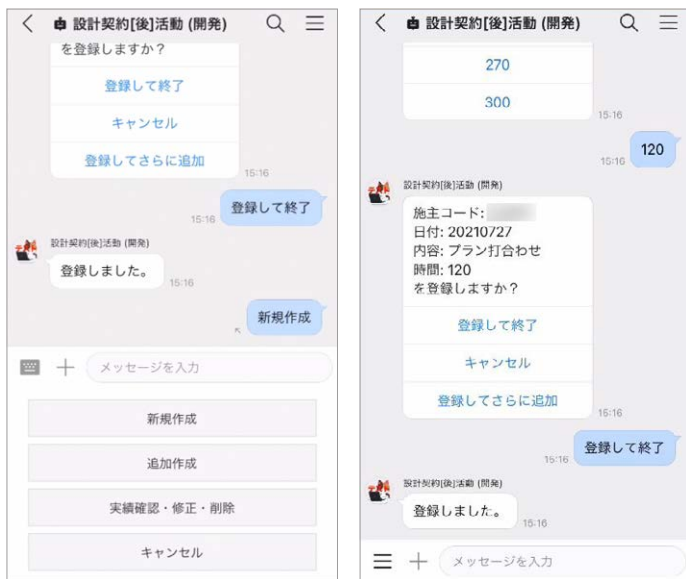 設計契約[後]活動 (開発)
を登録しますか？
登録して終了
キャンセル
登録してさらに追加
15:16
登録して終了
15:16
設計契約[後]活動 (開発)
登録しました。
15:16
新規作成
メッセージを入力
新規作成
追加作成
実績確認・修正・削除
キャンセル
設計契約[後]活動 (開発)
270
300
15:16
120
15:16
設計契約[後]活動 (開発)
施主コード:
日付: 20210727
内容: プラン打合わせ
時間: 120
を登録しますか？
登録して終了
キャンセル
登録してさらに追加
15:16
登録して終了
15:16
設計契約[後]活動 (開発)
登録しました。
15:16
メッセージを入力